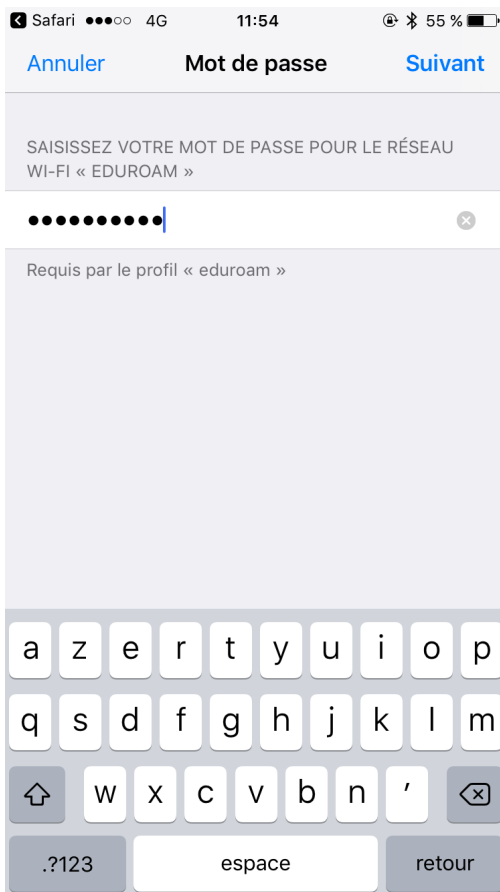 Safari 4G 11:54 55 %
Annuler Mot de passe Suivant
SAISISSEZ VOTRE MOT DE PASSE POUR LE RÉSEAU
WI-FI « EDUROAM »
••••••••••
Requis par le profil « eduroam »
a z e r t y u i o p
q s d f g h j k l m
w x c v b n ’
.?123 espace retour